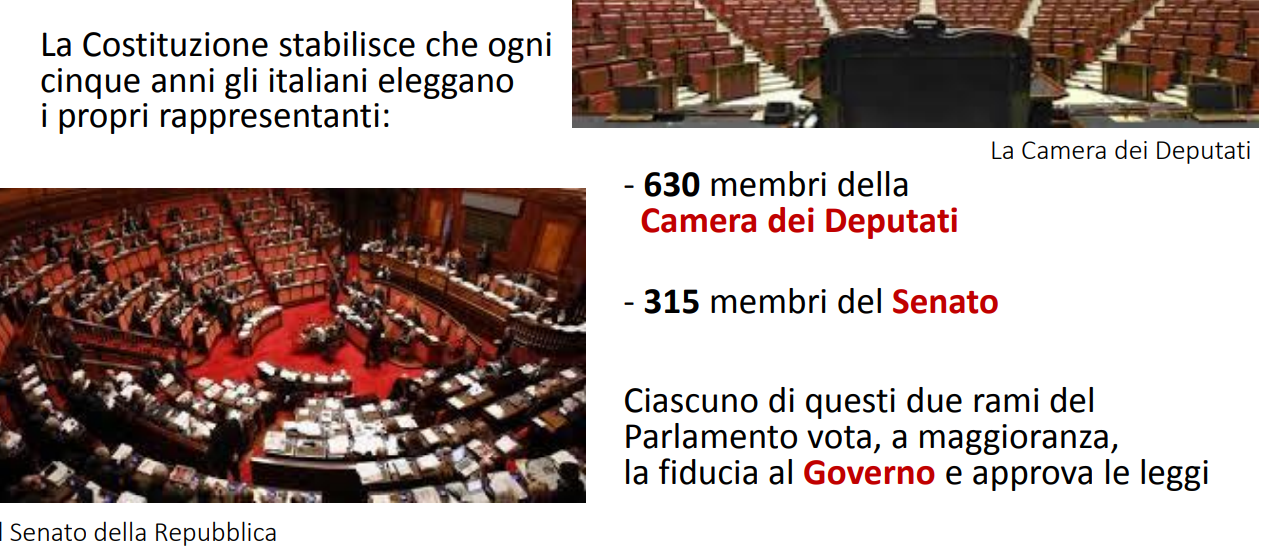 La Costituzione stabilisce che ogni
cinque anni gli italiani eleggano
i propri rappresentanti:
La Camera dei Deputati
- 630 membri della
Camera dei Deputati
- 315 membri del Senato
Ciascuno di questi due rami del
Parlamento vota, a maggioranza,
la fiducia al Governo e approva le leggi
l Senato della Repubblica